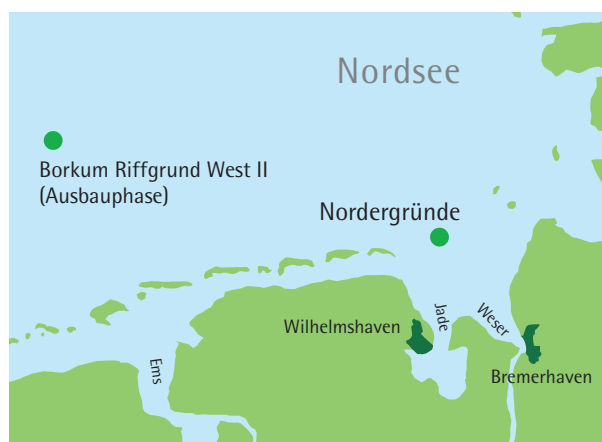 Nordsee
Borkum Riffgrund West II
(Ausbauphase)
Nordergründe
Jade
Weser
Wilhelmshaven
Ems
Bremerhaven